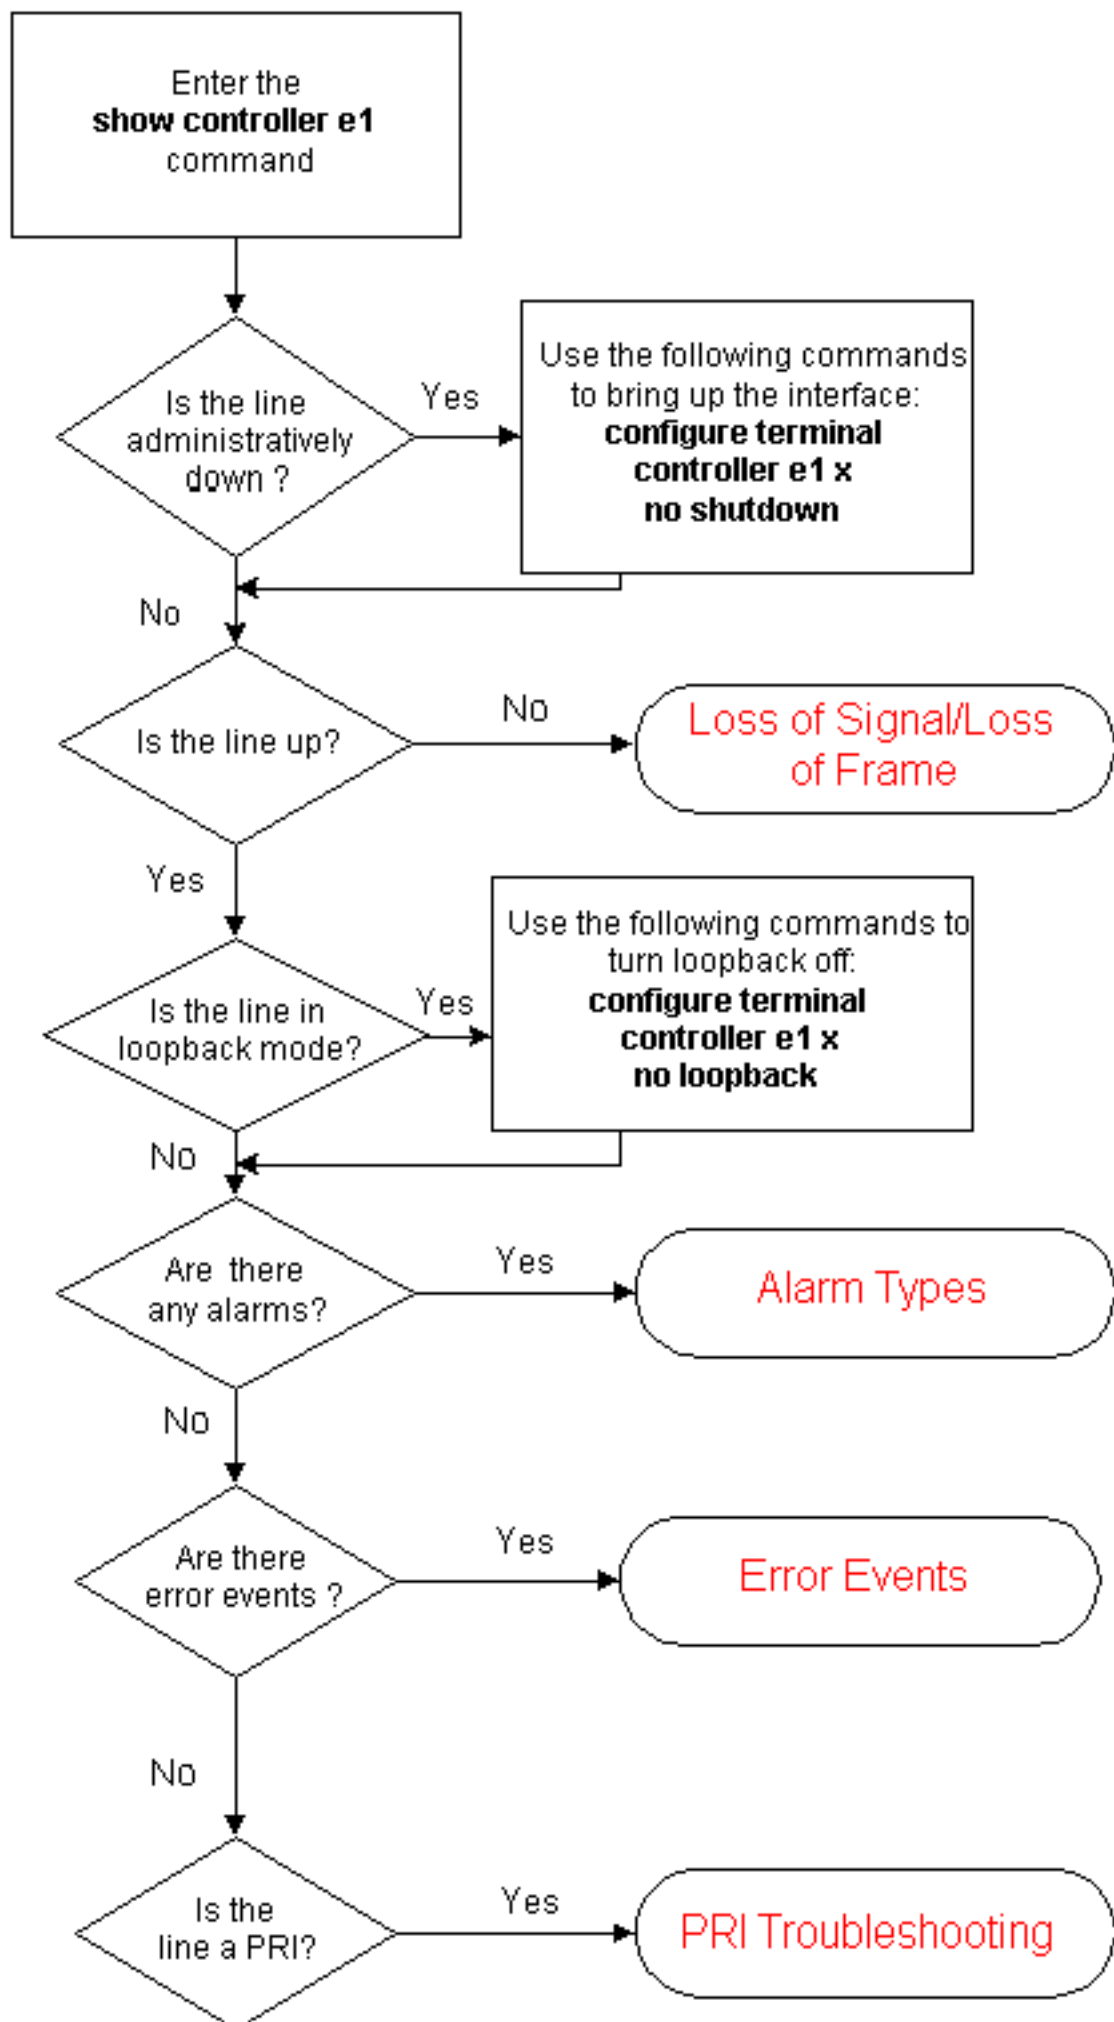 Enter the
show controller e1
command
Is the line
administratively
down ?
Yes
Use the following commands
to bring up the interface:
configure terminal
controller e1 x
no shutdown
No
Is the line up?
No
Loss of Signal/Loss
of Frame
Yes
Is the line in
loopback mode?
Yes
Use the following commands to
turn loopback off:
configure terminal
controller e1 x
no loopback
No
Are there
any alarms?
Yes
Alarm Types
No
Are there
error events ?
Yes
Error Events
No
Is the
line a PRI?
Yes
PRI Troubleshooting